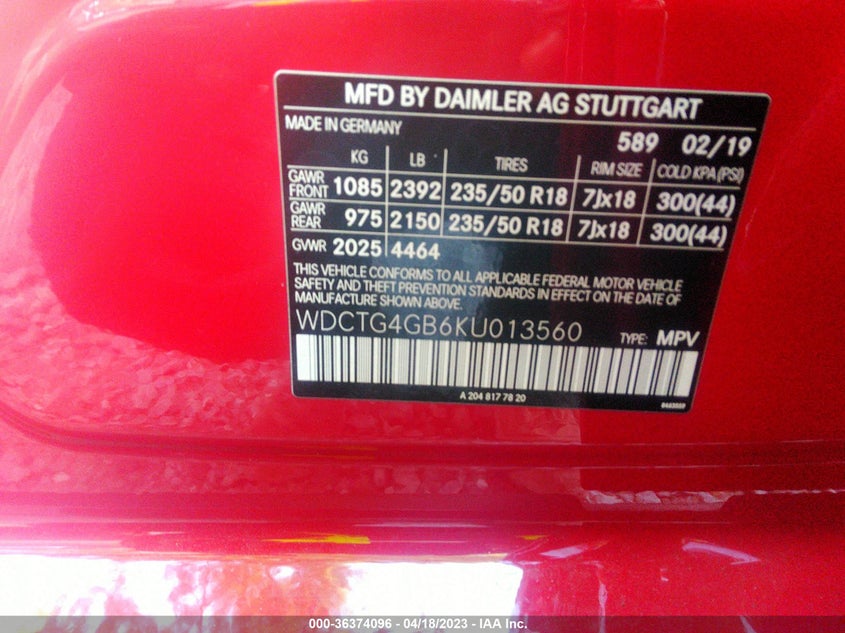 MFD BY DAIMLER AG STUTTGART
MADE IN GERMANY 589 02/19
KG LB TIRES RIM SIZE COLD KPA (PSI)
GAWR FRONT 1085 2392 235/50 R18 7Jx18 300(44)
GAWR REAR 975 2150 235/50 R18 7Jx18 300(44)
GVWR 2025 4464
THIS VEHICLE CONFORMS TO ALL APPLICABLE FEDERAL MOTOR VEHICLE
SAFETY AND THEFT PREVENTION STANDARDS IN EFFECT ON THE DATE OF
MANUFACTURE SHOWN ABOVE.
WDCTG4GB6KU013560 TYPE: MPV
A 204 817 78 20
000-36374096 - 04/18/2023 - IAA Inc.